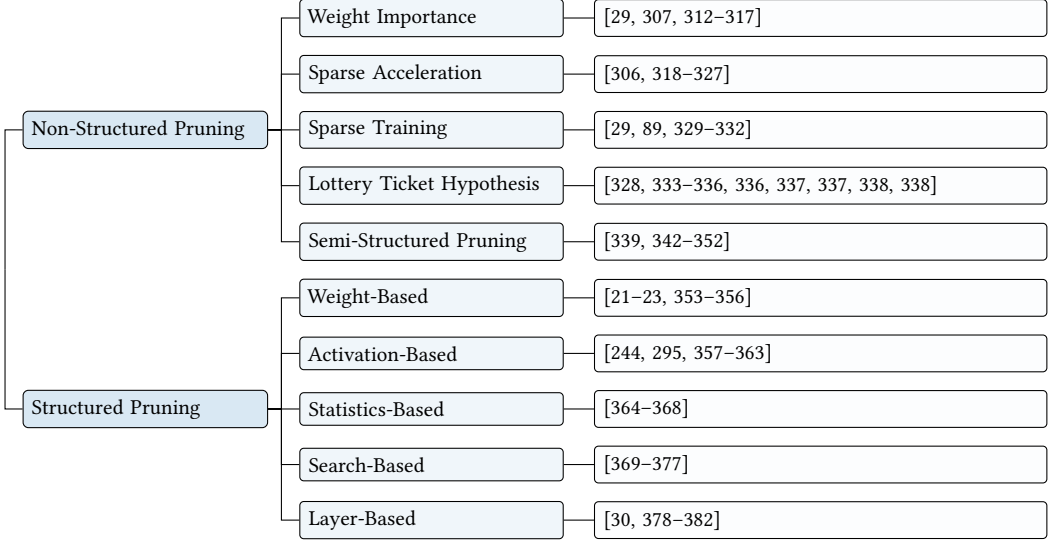 Non-Structured Pruning
Weight Importance
[29, 307, 312–317]
Sparse Acceleration
[306, 318–327]
Sparse Training
[29, 89, 329–332]
Lottery Ticket Hypothesis
[328, 333–336, 336, 337, 337, 338, 338]
Semi-Structured Pruning
[339, 342–352]
Structured Pruning
Weight-Based
[21–23, 353–356]
Activation-Based
[244, 295, 357–363]
Statistics-Based
[364–368]
Search-Based
[369–377]
Layer-Based
[30, 378–382]